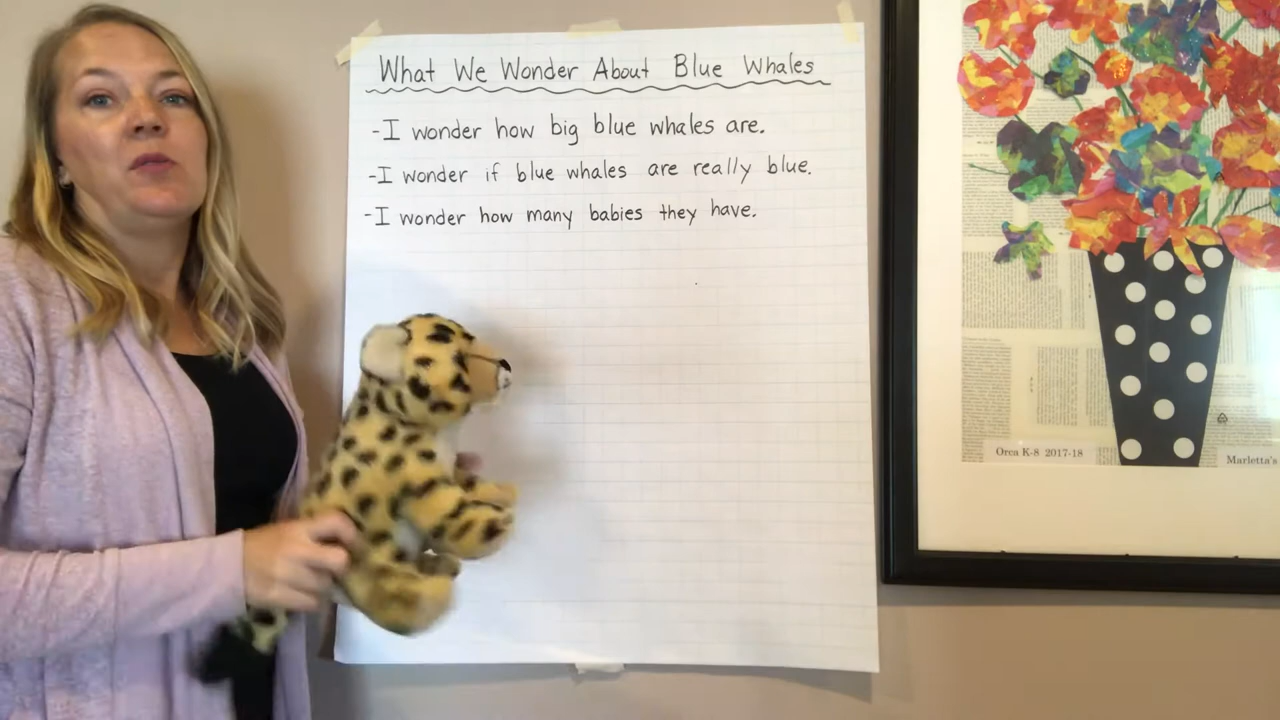 What We Wonder About Blue Whales
-I wonder how big blue whales are.
-I wonder if blue whales are really blue.
-I wonder how many babies they have.
Orca K-8 2017-18
Marletta's